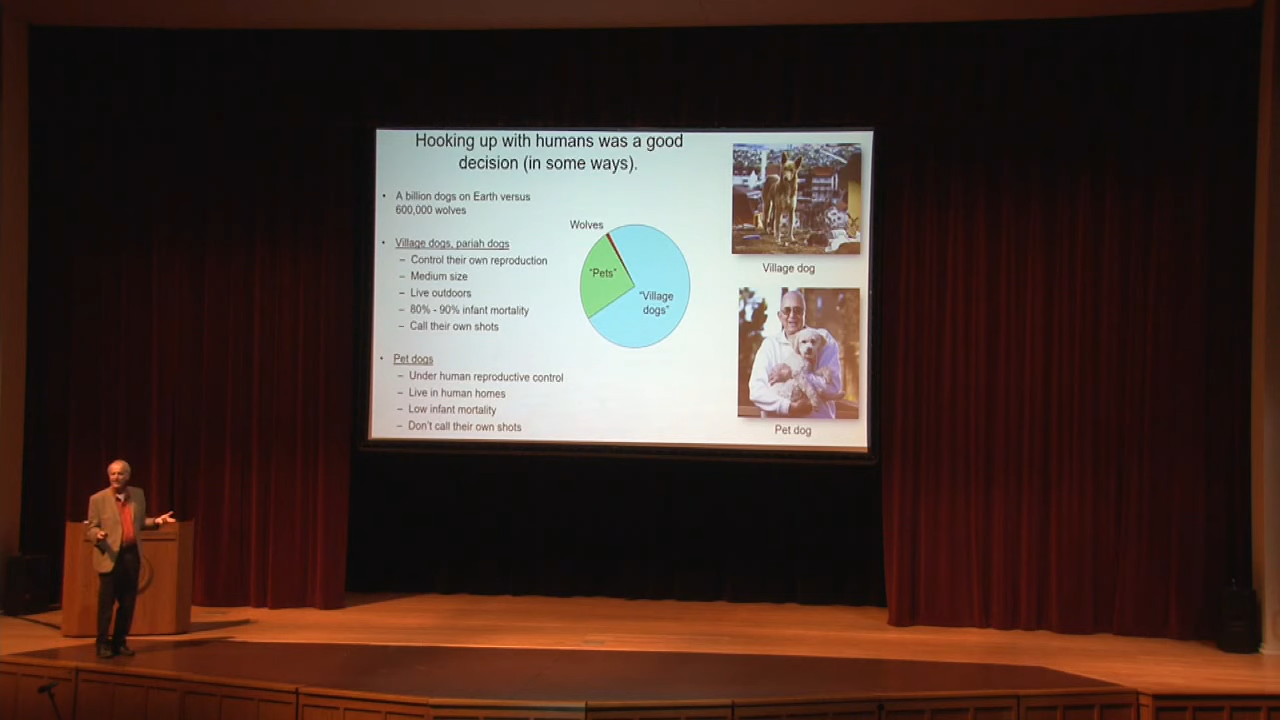 Hooking up with humans was a good
decision (in some ways).
• A billion dogs on Earth versus
600,000 wolves
• Village dogs, pariah dogs
– Control their own reproduction
– Medium size
– Live outdoors
– 80% - 90% infant mortality
– Call their own shots
• Pet dogs
– Under human reproductive control
– Live in human homes
– Low infant mortality
– Don't call their own shots
Wolves
"Pets"
"Village
dogs"
Village dog
Pet dog